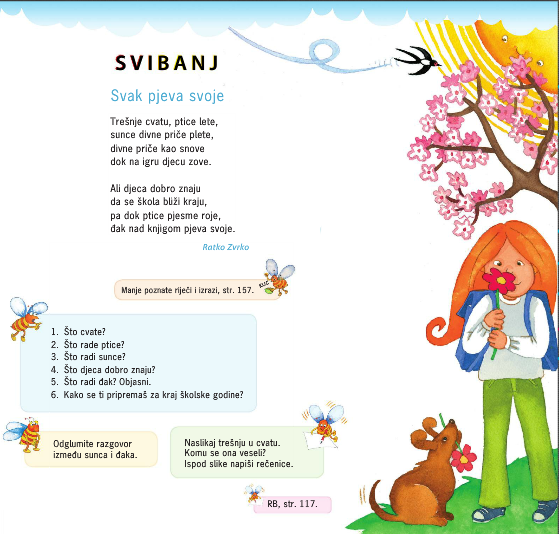 SVIBANJ
Svak pjeva svoje
Trešnje cvatu, ptice lete,
sunce divne priče plete,
divne priče kao snove
dok na igru djecu zove.
Ali djeca dobro znaju
da se škola bliži kraju,
pa dok ptice pjesme roje,
đak nad knjigom pjeva svoje.
Ratko Zvrko
Manje poznate riječi i izrazi, str. 157.
KLIČ
1. Što cvate?
2. Što rade ptice?
3. Što radi sunce?
4. Što djeca dobro znaju?
5. Što radi đak? Objasni.
6. Kako se ti pripremaš za kraj školske godine?
Odglumite razgovor
između sunca i đaka.
Naslikaj trešnju u cvatu.
Komu se ona veseli?
Ispod slike napiši rečenice.
RB, str. 117.